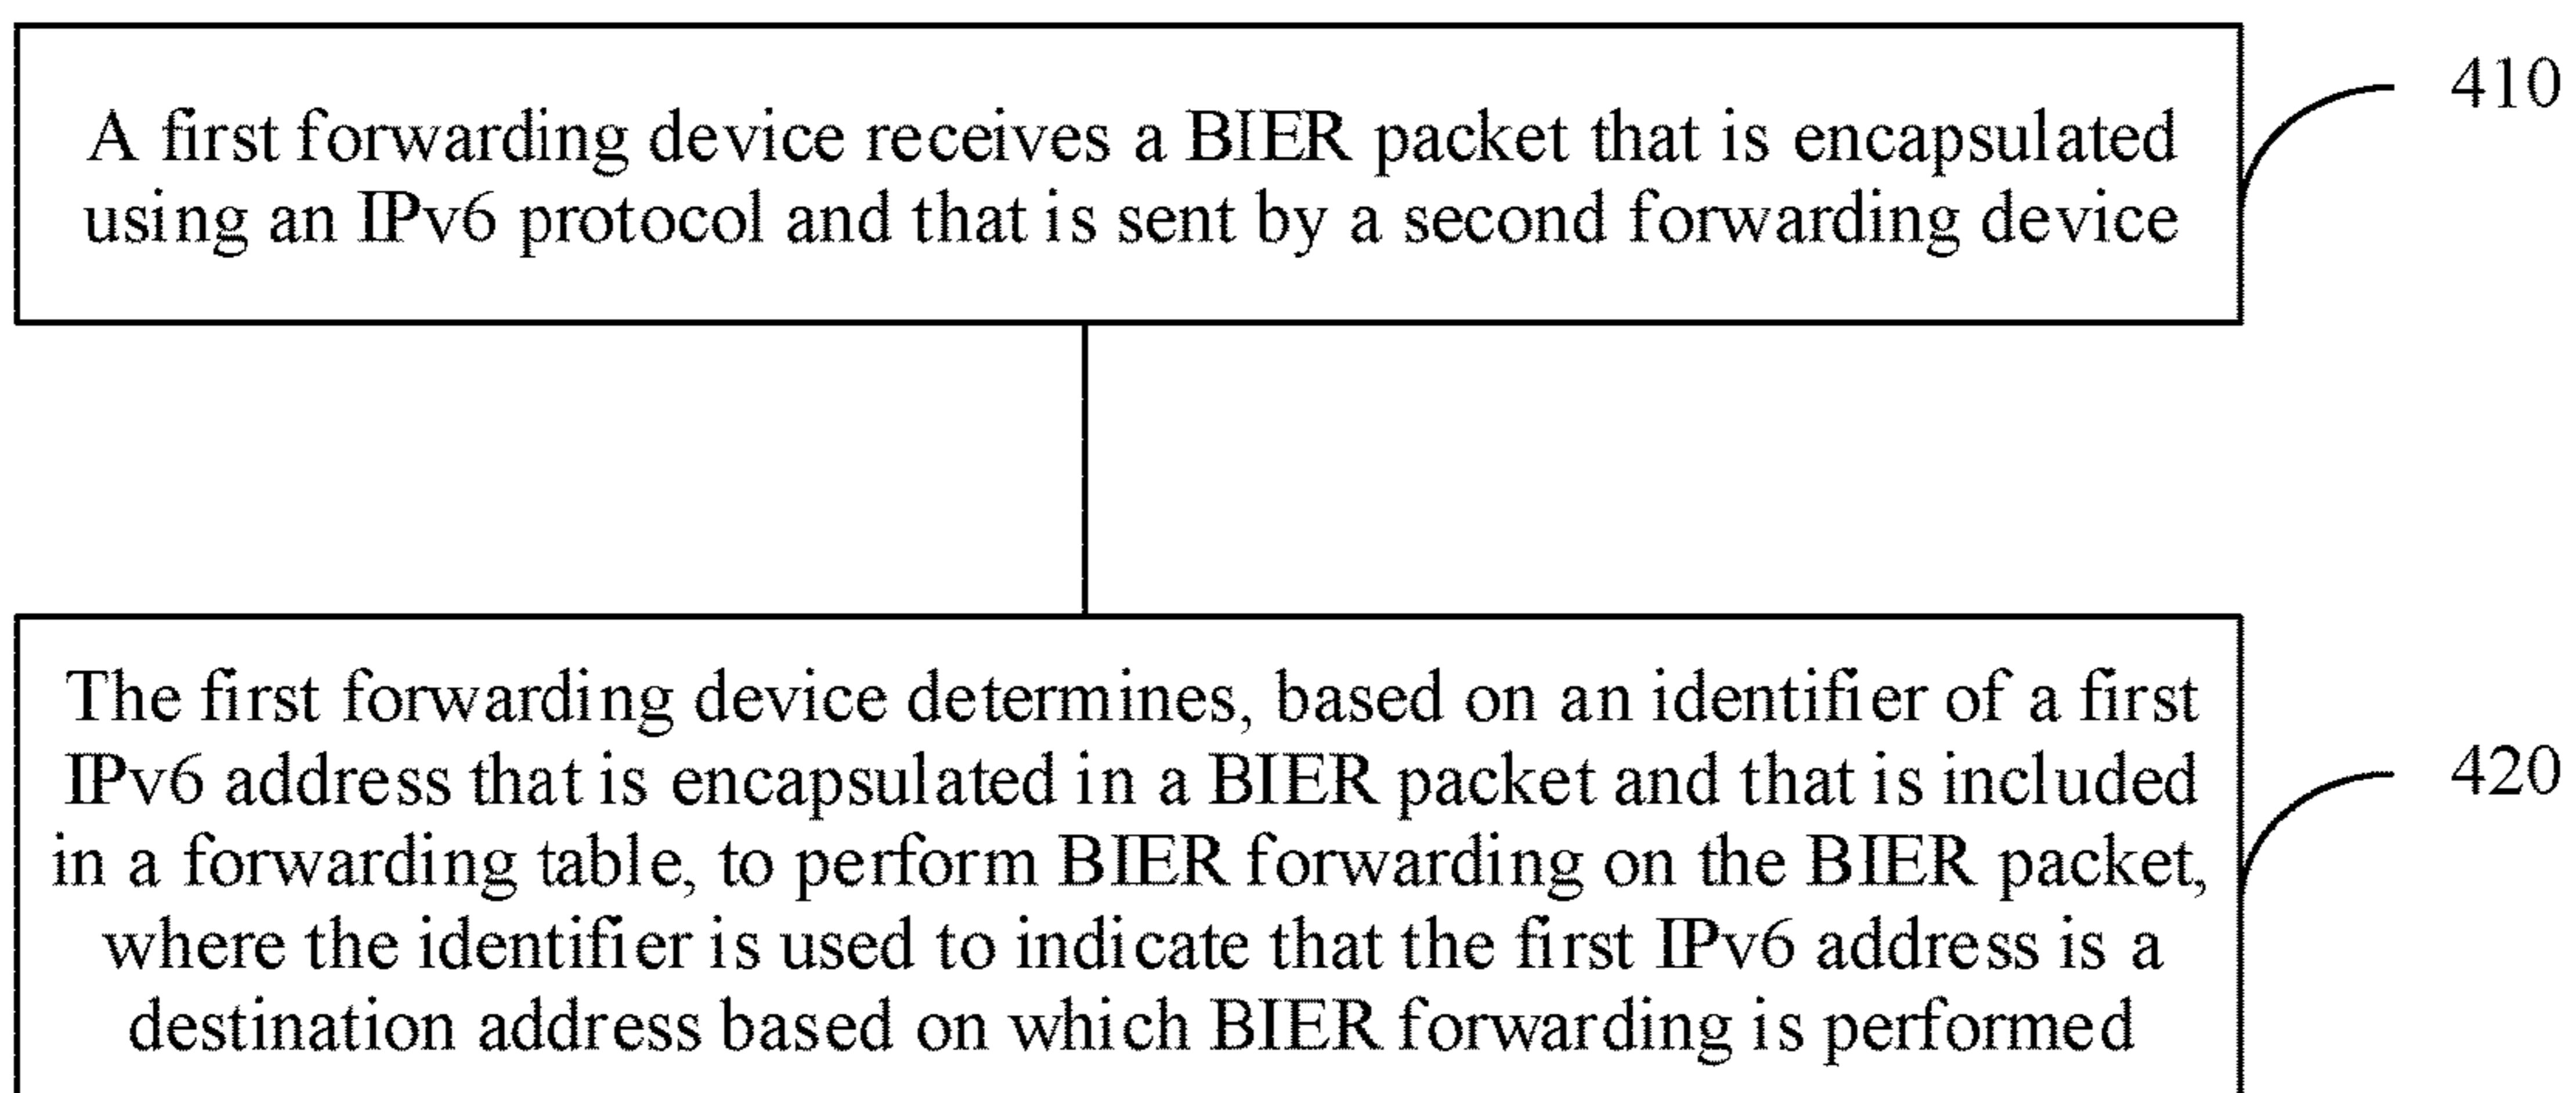 A first forwarding device receives a BIER packet that is encapsulated
using an IPv6 protocol and that is sent by a second forwarding device
410
The first forwarding device determines, based on an identifier of a first
IPv6 address that is encapsulated in a BIER packet and that is included
in a forwarding table, to perform BIER forwarding on the BIER packet,
where the identifier is used to indicate that the first IPv6 address is a
destination address based on which BIER forwarding is performed
420